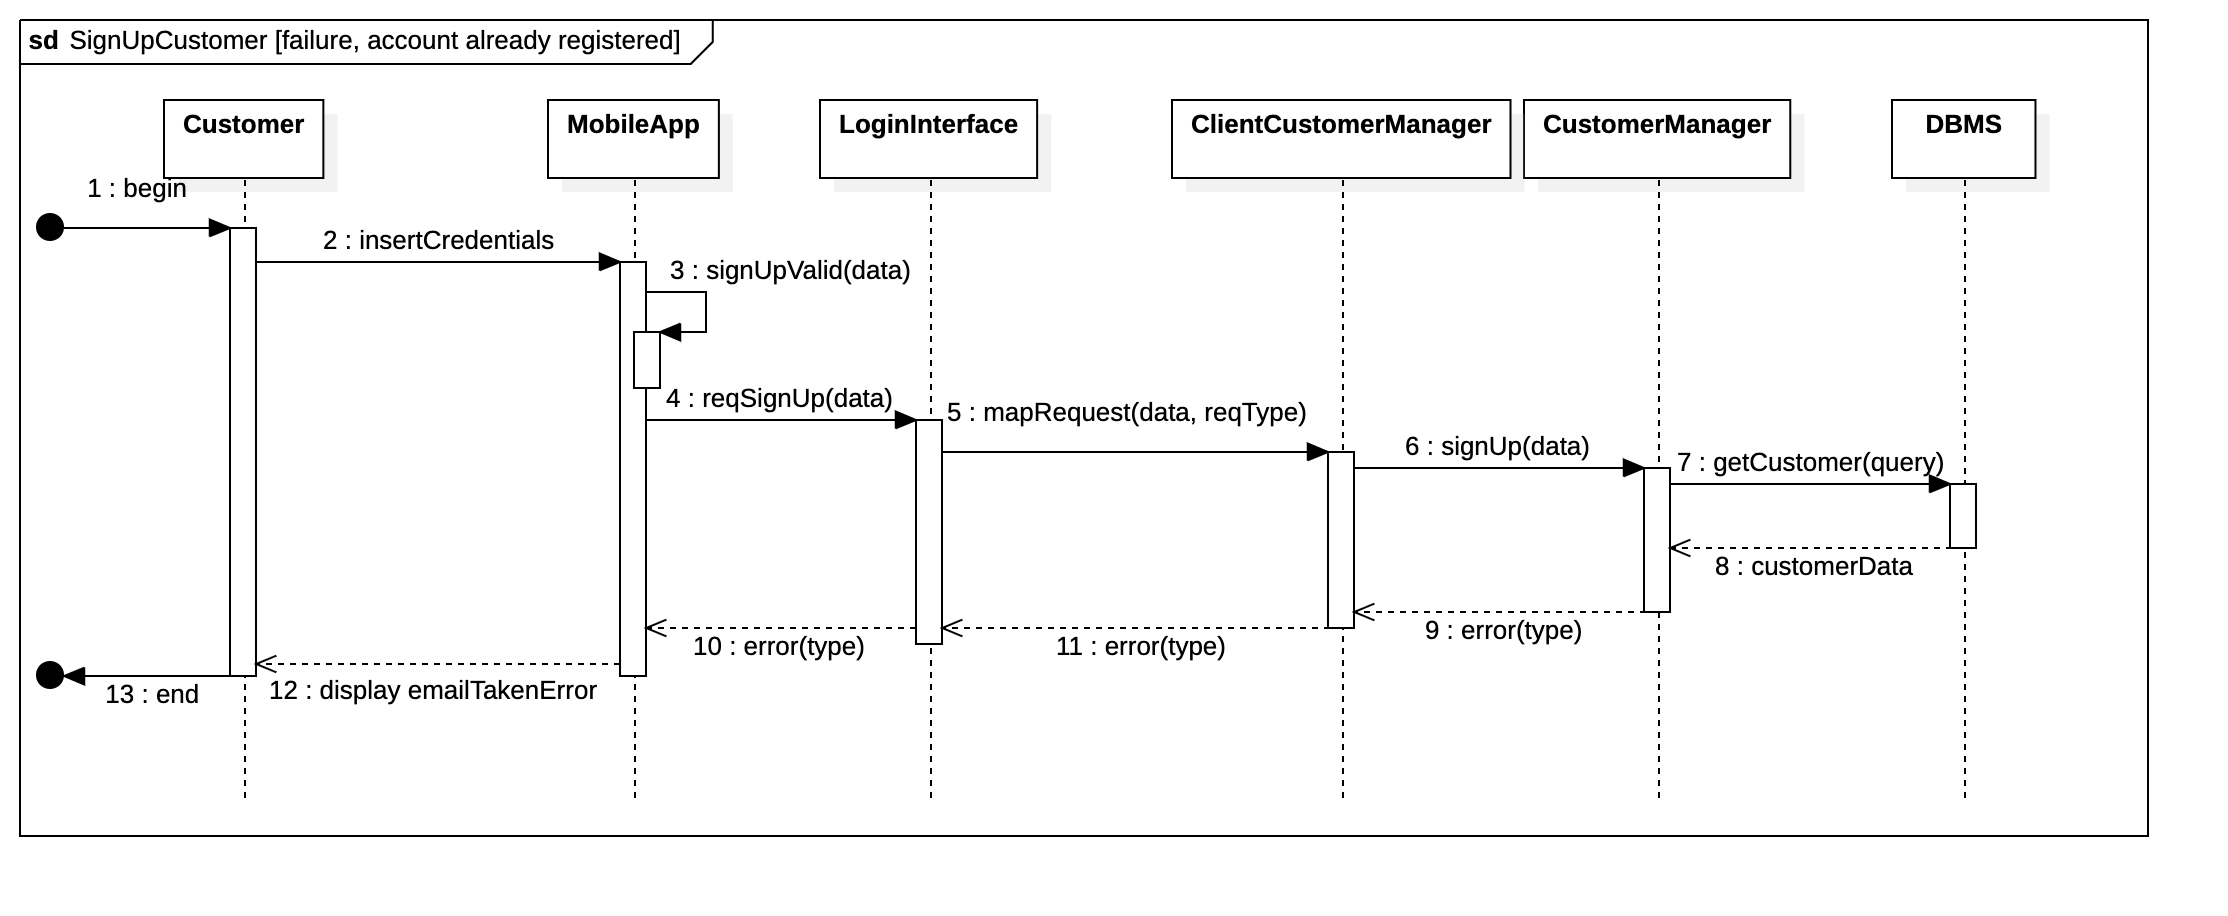 sd SignUpCustomer [failure, account already registered]
Customer
MobileApp
LoginInterface
ClientCustomerManager
CustomerManager
DBMS
1 : begin
2 : insertCredentials
3 : signUpValid(data)
4 : reqSignUp(data)
5 : mapRequest(data, reqType)
6 : signUp(data)
7 : getCustomer(query)
8 : customerData
9 : error(type)
10 : error(type)
11 : error(type)
12 : display emailTakenError
13 : end